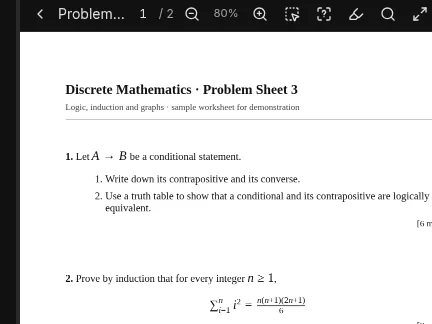 Problem... 1 / 2 80%
Discrete Mathematics · Problem Sheet 3
Logic, induction and graphs · sample worksheet for demonstration
1. Let A → B be a conditional statement.
1. Write down its contrapositive and its converse.
2. Use a truth table to show that a conditional and its contrapositive are logically
equivalent.
[6 m
2. Prove by induction that for every integer n ≥ 1,
∑ⁿᵢ₌₁ i² = n(n+1)(2n+1)/6